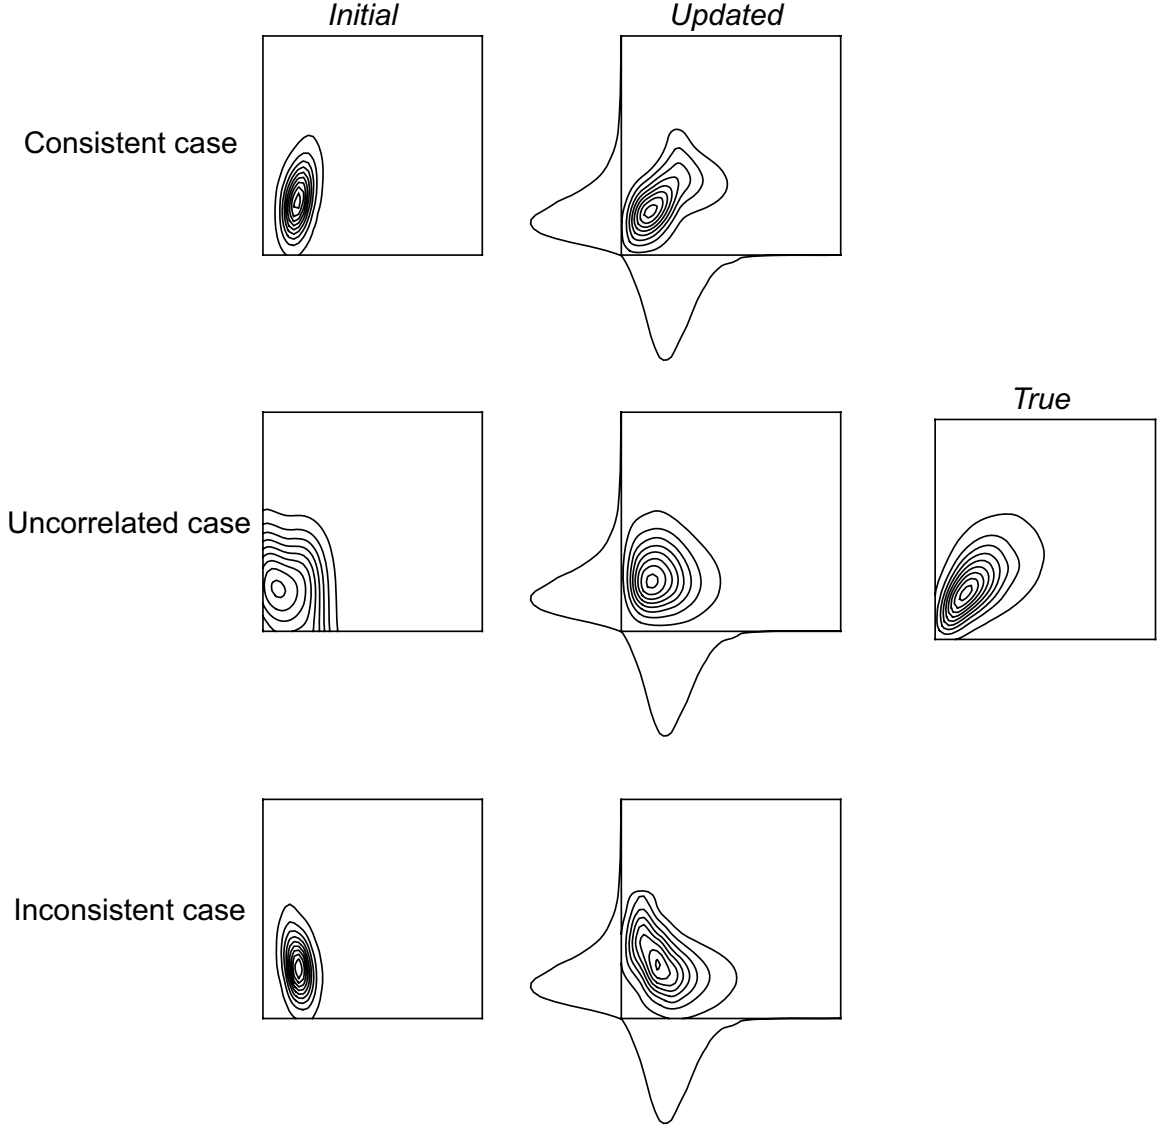 Initial
Updated
Consistent case
True
Uncorrelated case
Inconsistent case